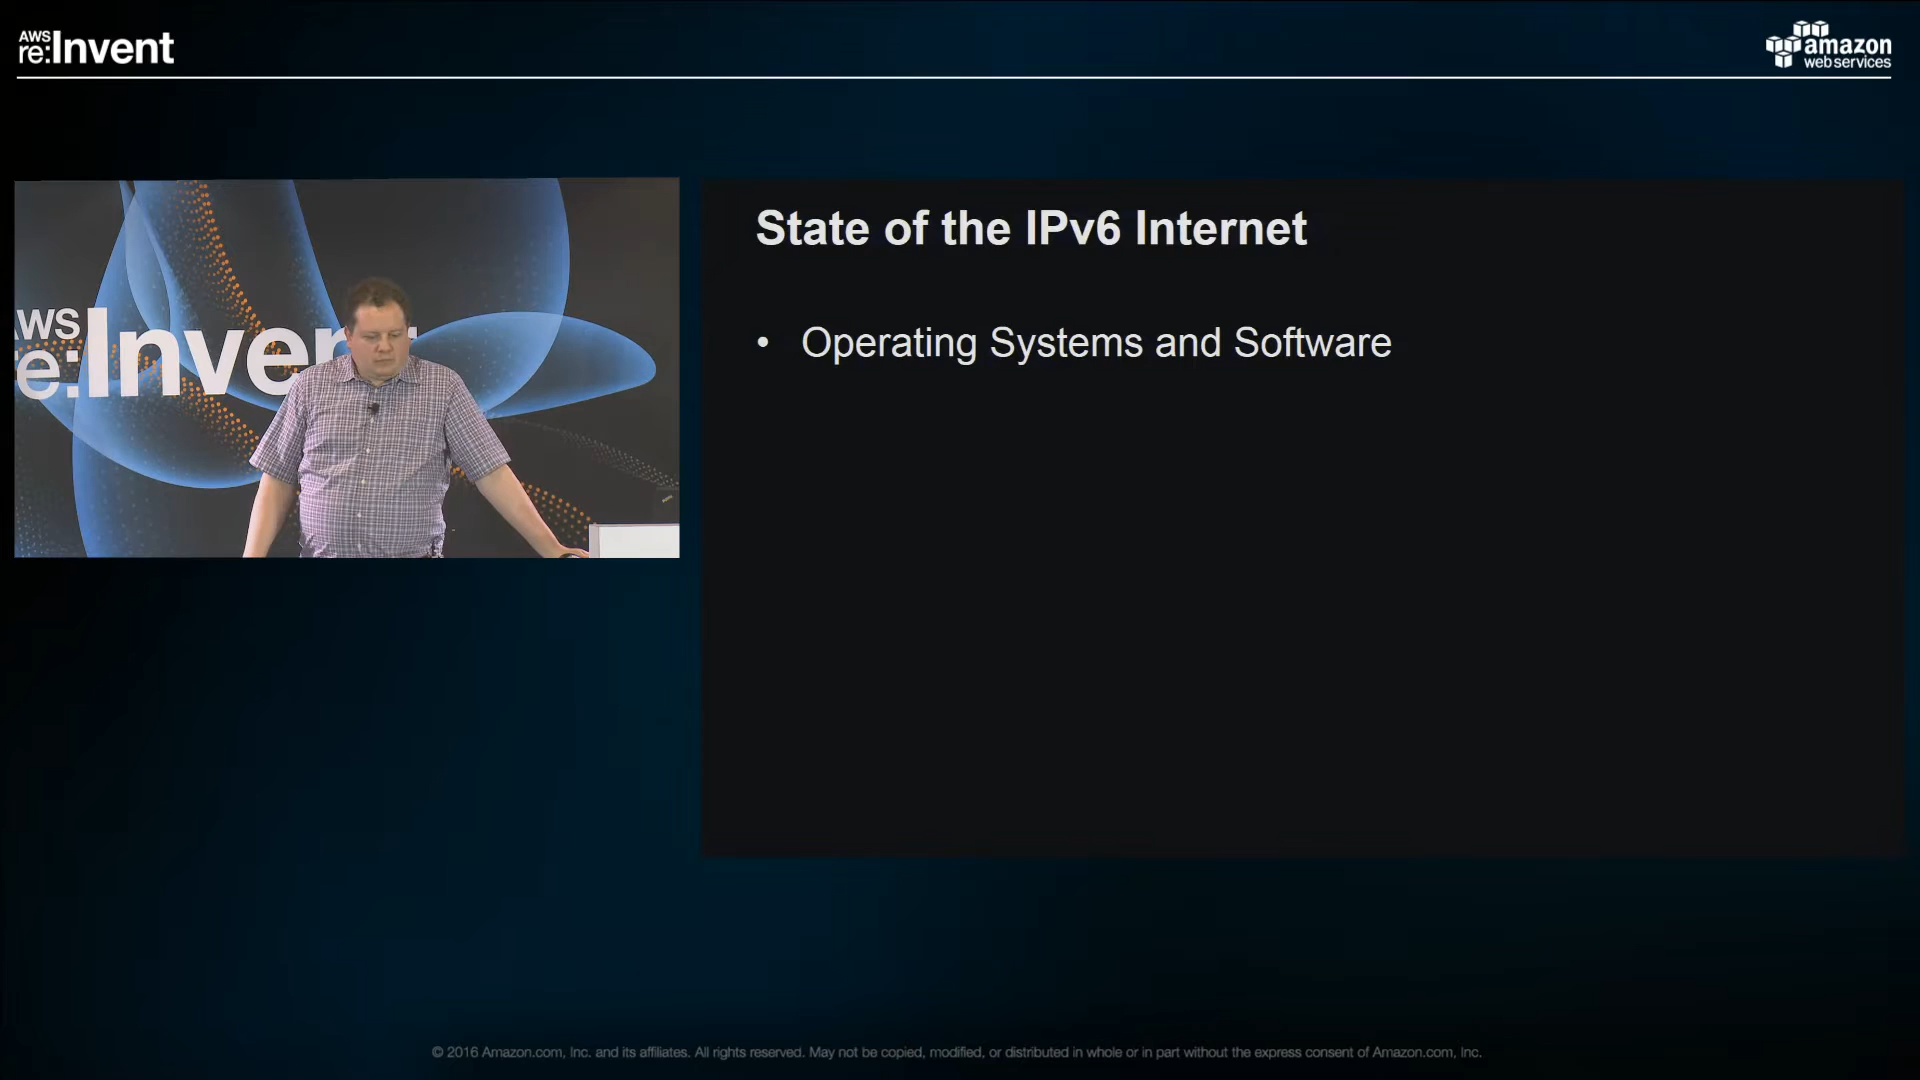 AWS
re:Invent
amazon
web services
AWS
re:Invent
State of the IPv6 Internet
• Operating Systems and Software
© 2016 Amazon.com, Inc. and its affiliates. All rights reserved. May not be copied, modified, or distributed in whole or in part without the express consent of Amazon.com, Inc.